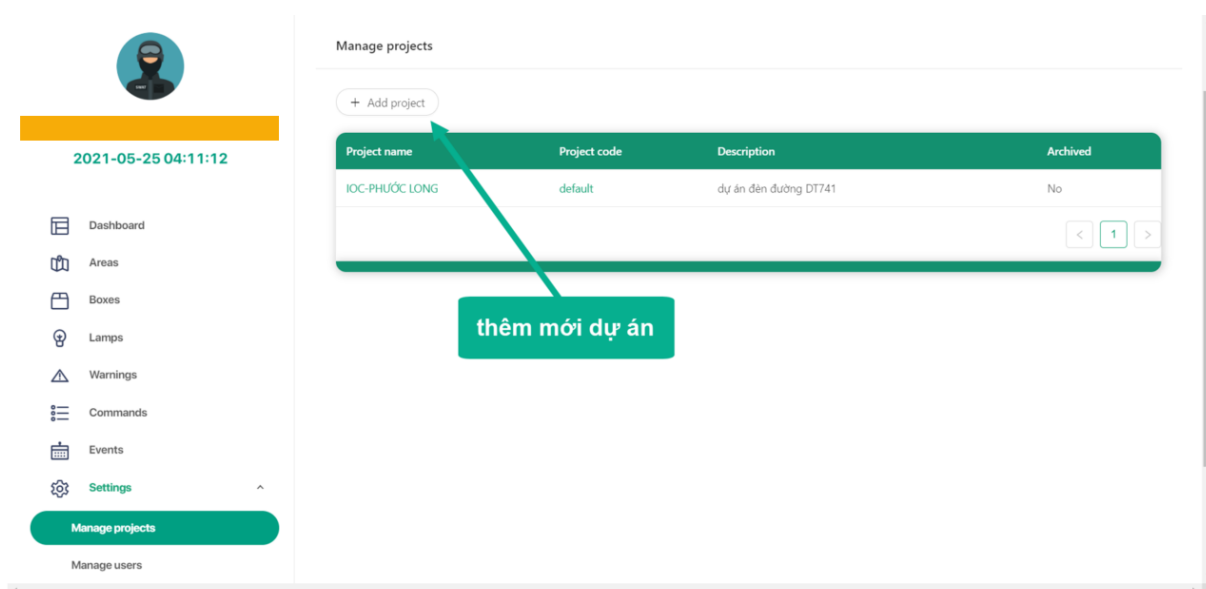 2021-05-25 04:11:12
Dashboard
Areas
Boxes
Lamps
Warnings
Commands
Events
Settings
Manage projects
Manage users
Manage projects
+ Add project
Project name Project code Description Archived
IOC-PHƯỚC LONG default dự án đèn đường DT741 No
< 1 >
thêm mới dự án